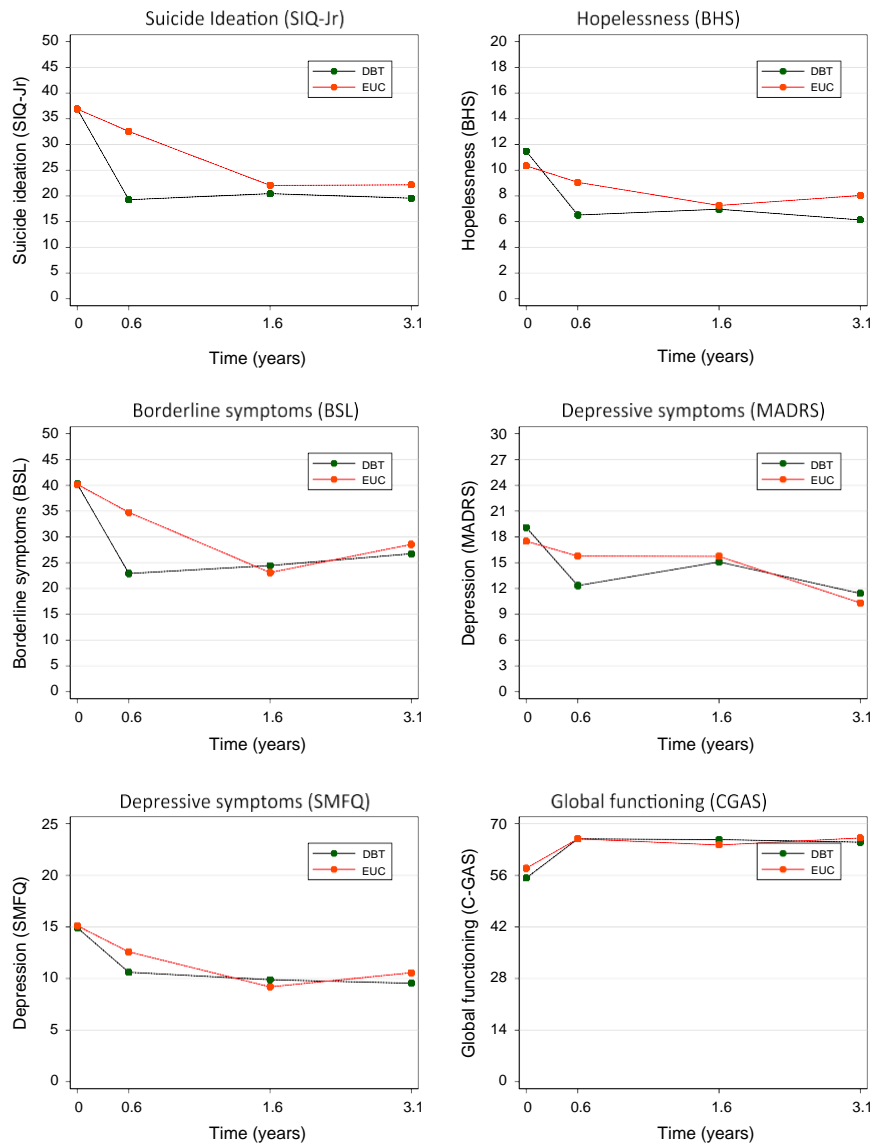 Suicide Ideation (SIQ-Jr)
50
45
40
35
30
25
20
15
10
5
0
Suicide ideation (SIQ-Jr)
DBT
EUC
0 0.6 1.6 3.1
Time (years)
Hopelessness (BHS)
20
18
16
14
12
10
8
6
4
2
0
Hopelessness (BHS)
DBT
EUC
0 0.6 1.6 3.1
Time (years)
Borderline symptoms (BSL)
50
45
40
35
30
25
20
15
10
5
0
Borderline symptoms (BSL)
DBT
EUC
0 0.6 1.6 3.1
Time (years)
Depressive symptoms (MADRS)
30
27
24
21
18
15
12
9
6
3
0
Depression (MADRS)
DBT
EUC
0 0.6 1.6 3.1
Time (years)
Depressive symptoms (SMFQ)
25
20
15
10
5
0
Depression (SMFQ)
DBT
EUC
0 0.6 1.6 3.1
Time (years)
Global functioning (CGAS)
70
56
42
28
14
0
Global functioning (C-GAS)
DBT
EUC
0 0.6 1.6 3.1
Time (years)